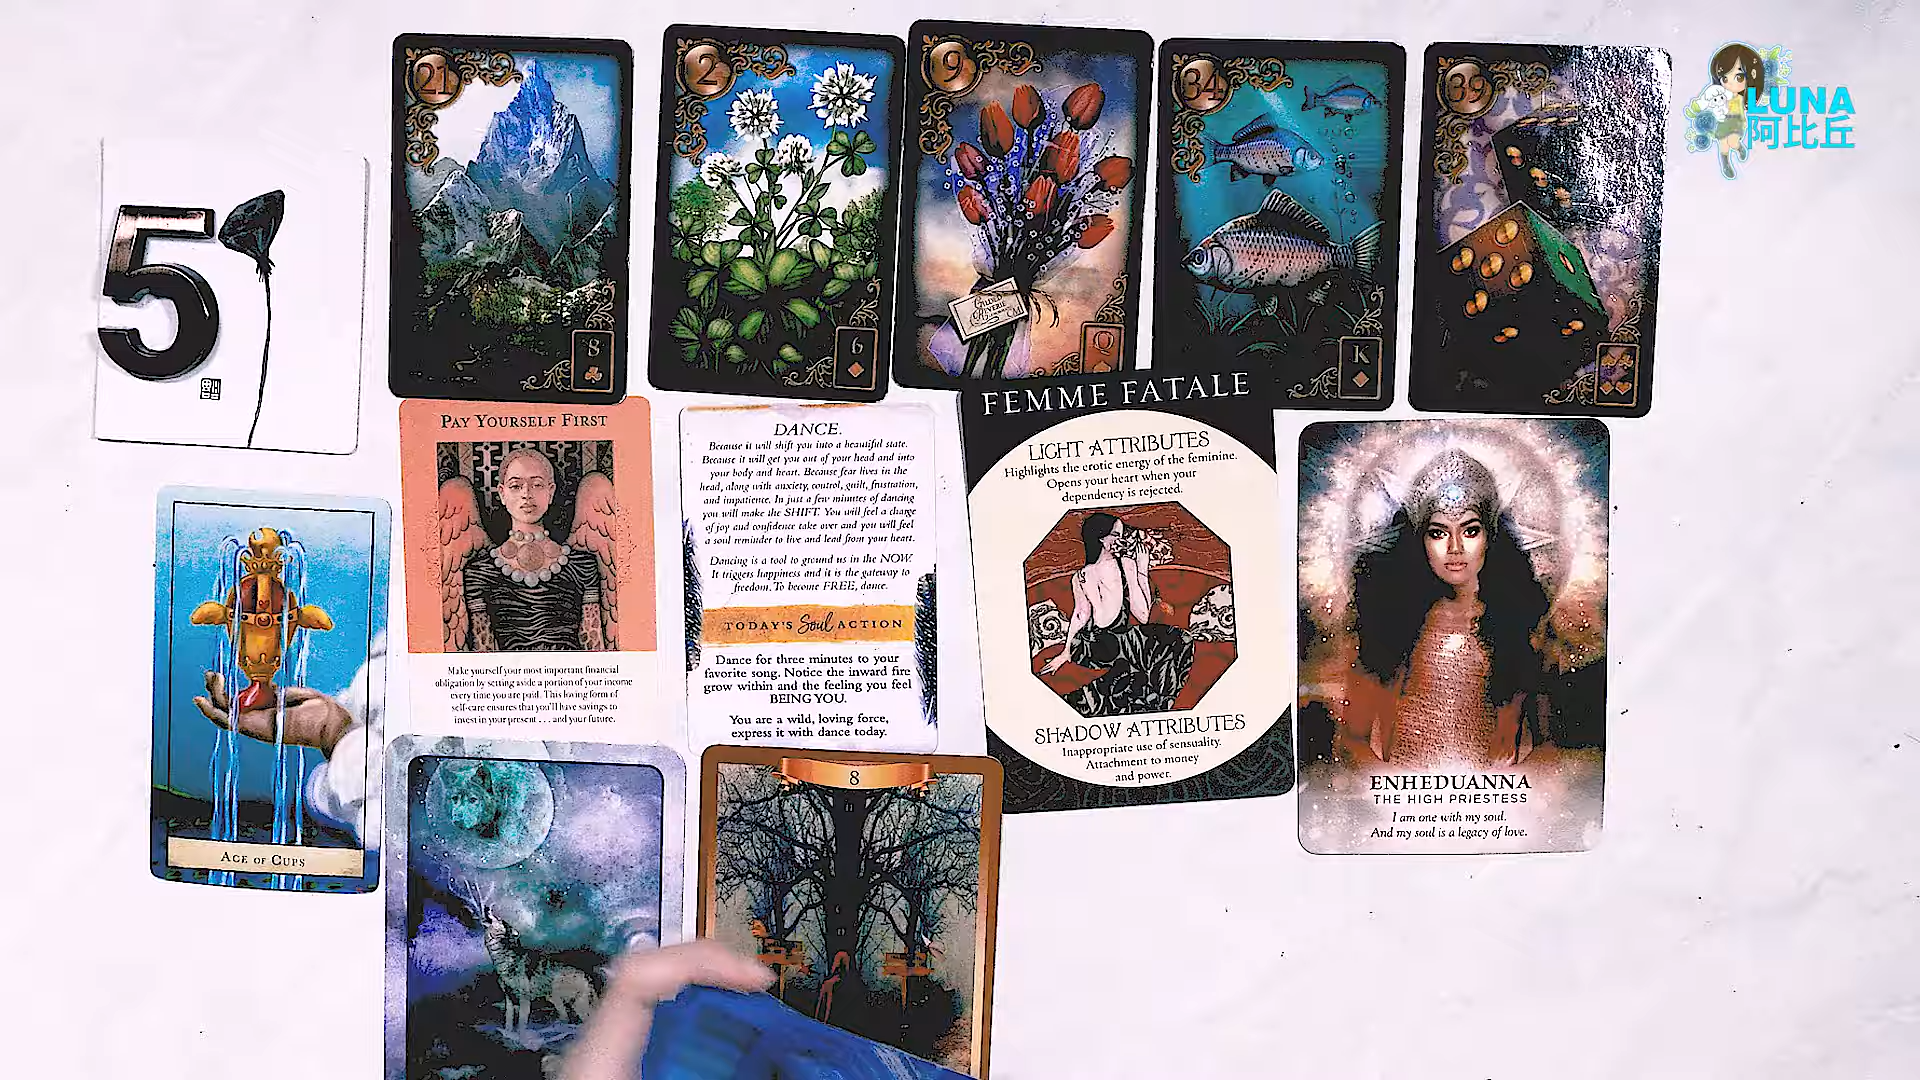 LUNA
阿比丘
5
21
8
2
6
9
GILDED
REVERIE
Q
34
K
39
PAY YOURSELF FIRST
Make yourself your most important financial
obligation by setting aside a portion of your income
every time you are paid. This loving form of
self-care ensures that you'll have savings to
invest in your present . . . and your future.
DANCE.
Because it will shift you into a beautiful state.
Because it will get you out of your head and into
your body and heart. Because fear lives in the
head, along with anxiety, control, guilt, frustration,
and impatience. In just a few minutes of dancing
you will make the SHIFT. You will feel a charge
of joy and confidence take over and you will feel
a soul reminder to live and lead from your heart.
Dancing is a tool to ground us in the NOW.
It triggers happiness and it is the gateway to
freedom. To become FREE, dance.
TODAY'S Soul ACTION
Dance for three minutes to your
favorite song. Notice the inward fire
grow within and the feeling you feel
BEING YOU.
You are a wild, loving force,
express it with dance today.
FEMME FATALE
LIGHT ATTRIBUTES
Highlights the erotic energy of the feminine.
Opens your heart when your
dependency is rejected.
SHADOW ATTRIBUTES
Inappropriate use of sensuality.
Attachment to money
and power.
ENHEDUANNA
THE HIGH PRIESTESS
I am one with my soul.
And my soul is a legacy of love.
ACE OF CUPS
8